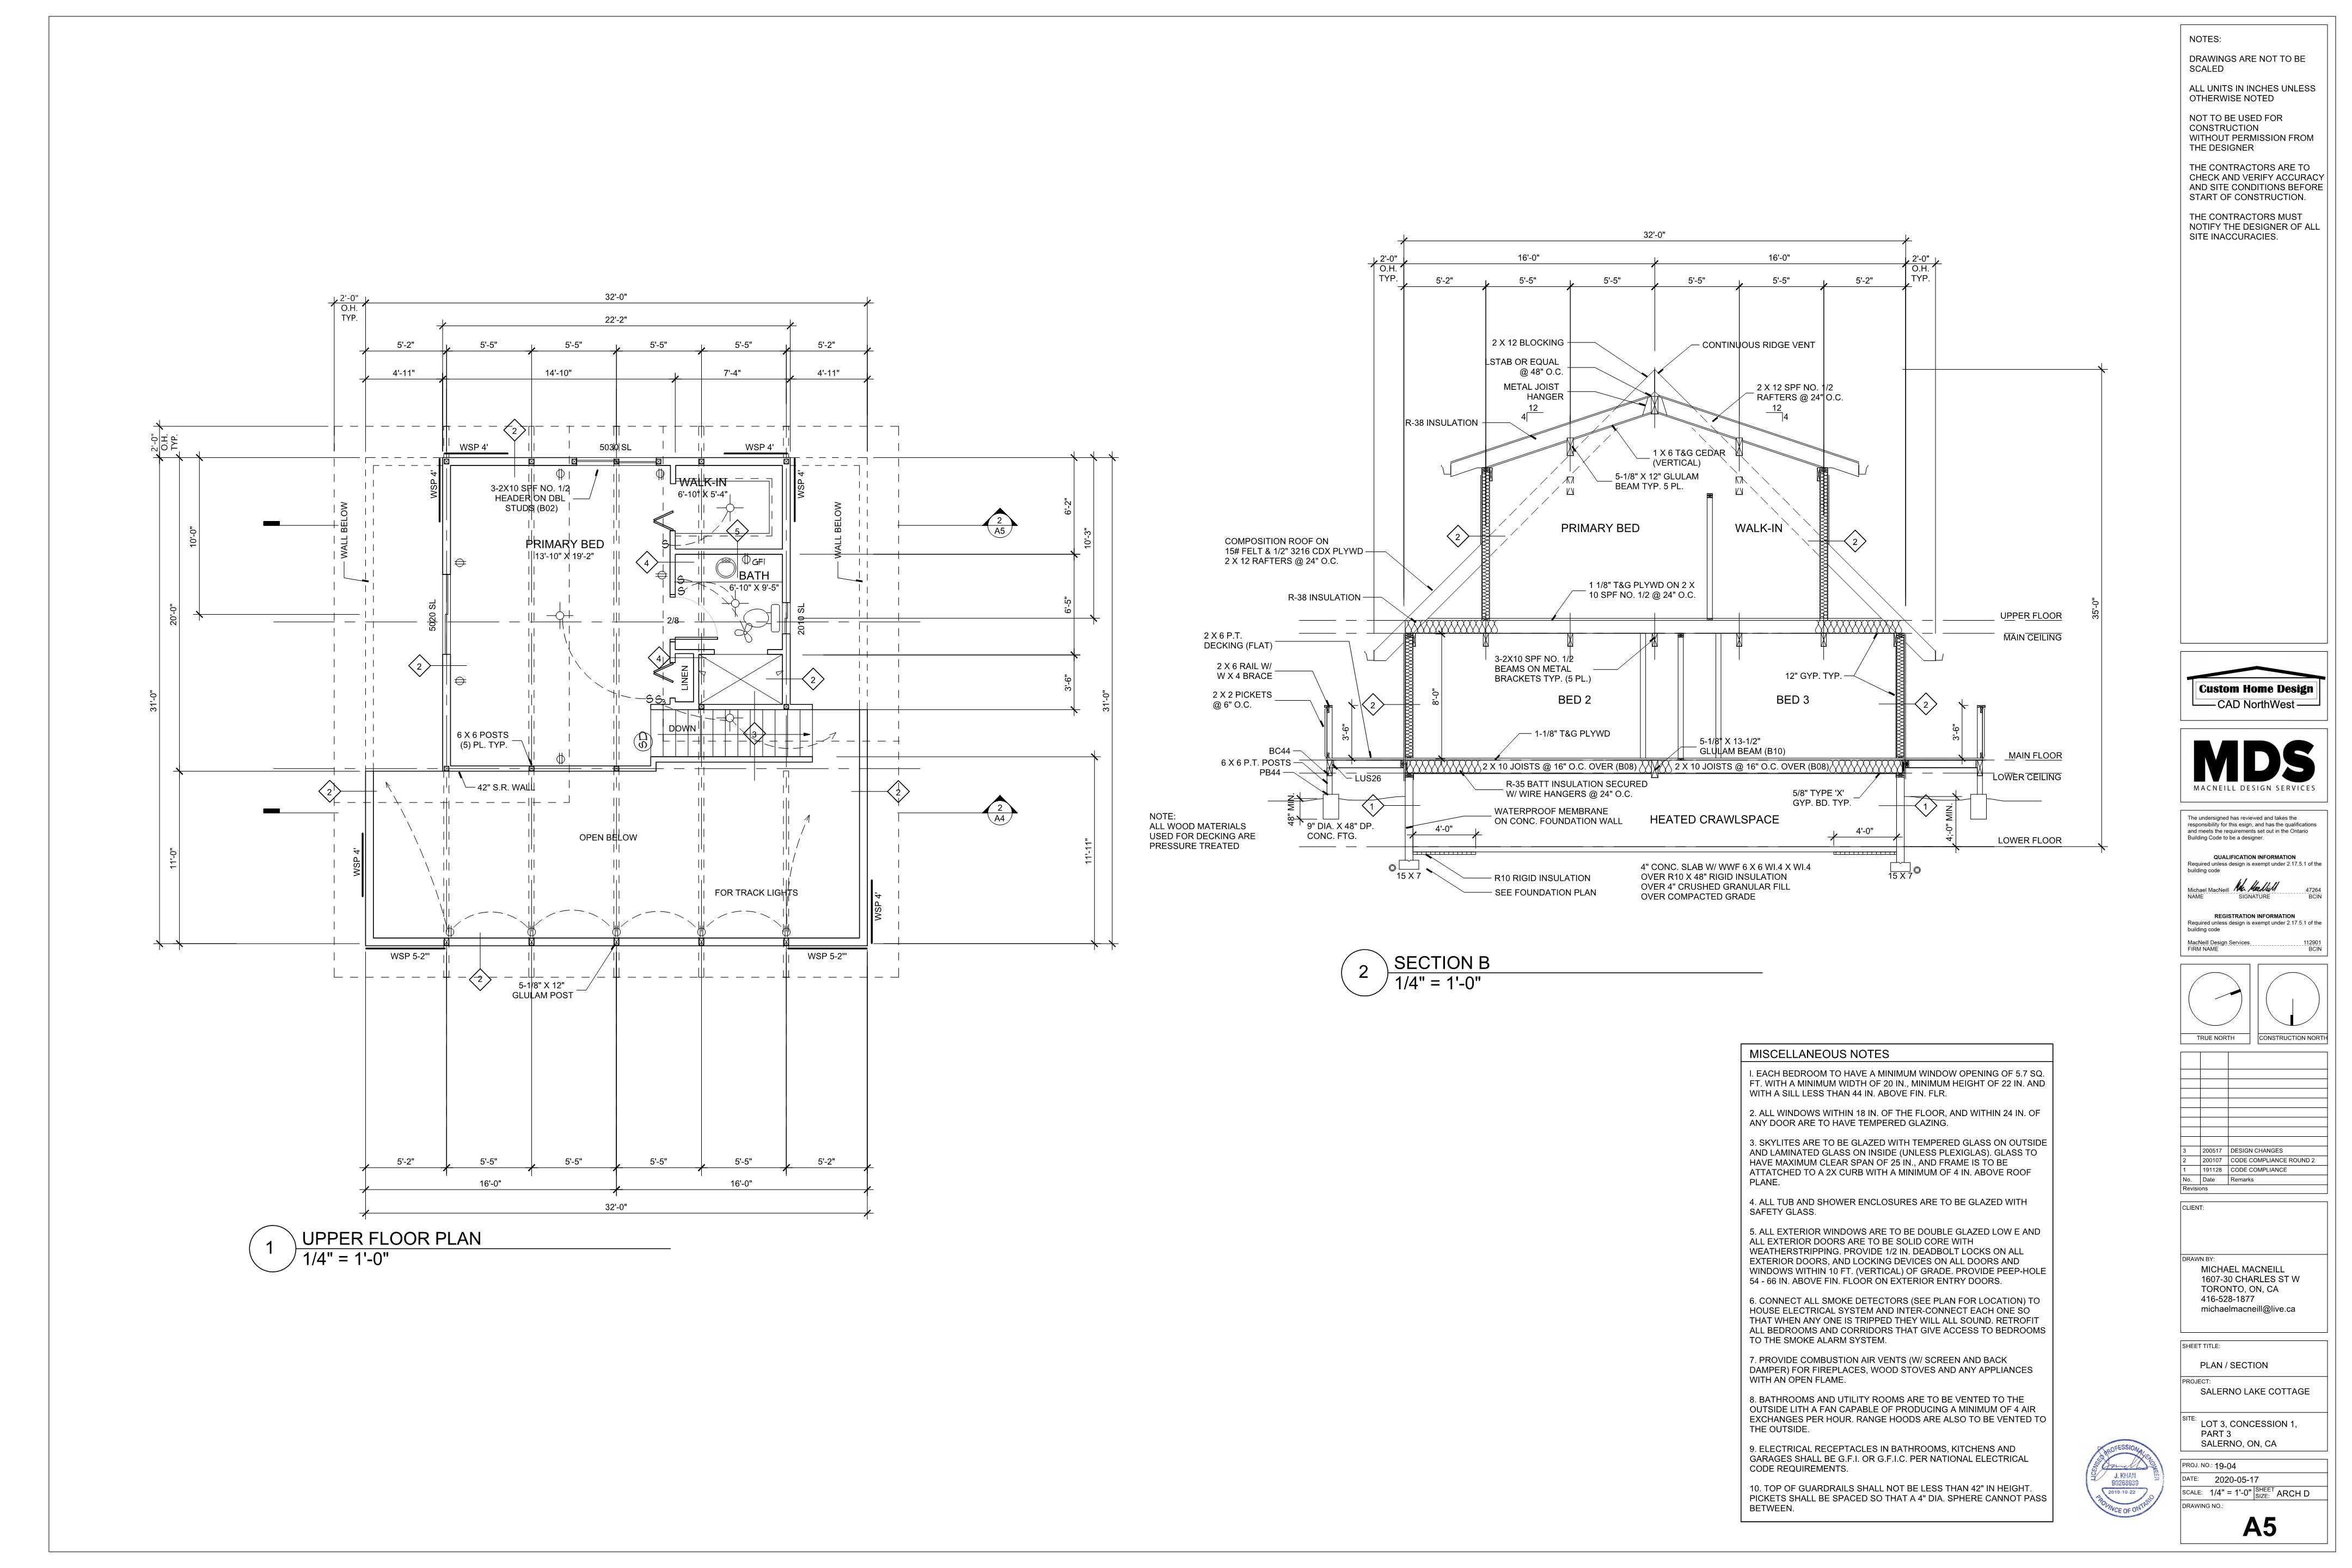 2'-0"
O.H.
TYP.
32'-0"
22'-2"
5'-2"
5'-5"
5'-5"
5'-5"
5'-5"
5'-2"
4'-11"
14'-10"
7'-4"
4'-11"
2'-0"
O.H.
TYP.
2
WSP 4'
5030 SL
WSP 4'
WSP 4'
WSP 4'
3-2X10 SPF NO. 1/2
HEADER ON DBL
STUDS (B02)
WALK-IN
6'-10" X 5'-4"
WALL BELOW
WALL BELOW
10'-0"
20'-0"
31'-0"
11'-0"
6'-2"
10'-3"
6'-5"
3'-6"
31'-0"
11'-11"
2
A5
5
PRIMARY BED
13'-10" X 19'-2"
4
GFI
BATH
6'-10" X 9'-5"
5020 SL
2010 SL
2/8
4
2
2
LINEN
6 X 6 POSTS
(5) PL. TYP.
SD
DOWN
3
42" S.R. WALL
2
2
2
A4
OPEN BELOW
WSP 4'
WSP 4'
FOR TRACK LIGHTS
WSP 5-2"'
WSP 5-2"'
2
5-1/8" X 12"
GLULAM POST
5'-2"
5'-5"
5'-5"
5'-5"
5'-5"
5'-2"
16'-0"
16'-0"
32'-0"
1
UPPER FLOOR PLAN
1/4" = 1'-0"
32'-0"
2'-0"
O.H.
TYP.
16'-0"
16'-0"
2'-0"
O.H.
TYP.
5'-2"
5'-5"
5'-5"
5'-5"
5'-5"
5'-2"
2 X 12 BLOCKING
CONTINUOUS RIDGE VENT
LSTAB OR EQUAL
@ 48" O.C.
METAL JOIST
HANGER
2 X 12 SPF NO. 1/2
RAFTERS @ 24" O.C.
12
4
12
4
R-38 INSULATION
1 X 6 T&G CEDAR
(VERTICAL)
5-1/8" X 12" GLULAM
BEAM TYP. 5 PL.
PRIMARY BED
WALK-IN
2
2
COMPOSITION ROOF ON
15# FELT & 1/2" 3216 CDX PLYWD
2 X 12 RAFTERS @ 24" O.C.
R-38 INSULATION
1 1/8" T&G PLYWD ON 2 X
10 SPF NO. 1/2 @ 24" O.C.
UPPER FLOOR
MAIN CEILING
35'-0"
2 X 6 P.T.
DECKING (FLAT)
2 X 6 RAIL W/
W X 4 BRACE
2 X 2 PICKETS
@ 6" O.C.
3-2X10 SPF NO. 1/2
BEAMS ON METAL
BRACKETS TYP. (5 PL.)
12" GYP. TYP.
8'-0"
BED 2
BED 3
2
2
3'-6"
3'-6"
1-1/8" T&G PLYWD
5-1/8" X 13-1/2"
GLULAM BEAM (B10)
BC44
6 X 6 P.T. POSTS
PB44
LUS26
2 X 10 JOISTS @ 16" O.C. OVER (B08)
2 X 10 JOISTS @ 16" O.C. OVER (B08)
MAIN FLOOR
LOWER CEILING
R-35 BATT INSULATION SECURED
W/ WIRE HANGERS @ 24" O.C.
5/8" TYPE 'X'
GYP. BD. TYP.
1
1
48" MIN.
9" DIA. X 48" DP.
CONC. FTG.
WATERPROOF MEMBRANE
ON CONC. FOUNDATION WALL
HEATED CRAWLSPACE
4'-0"
4'-0"
4;-0" MIN.
LOWER FLOOR
NOTE:
ALL WOOD MATERIALS
USED FOR DECKING ARE
PRESSURE TREATED
15 X 7
15 X 7
R10 RIGID INSULATION
SEE FOUNDATION PLAN
4" CONC. SLAB W/ WWF 6 X 6 WI.4 X WI.4
OVER R10 X 48" RIGID INSULATION
OVER 4" CRUSHED GRANULAR FILL
OVER COMPACTED GRADE
2
SECTION B
1/4" = 1'-0"
MISCELLANEOUS NOTES
I. EACH BEDROOM TO HAVE A MINIMUM WINDOW OPENING OF 5.7 SQ.
FT. WITH A MINIMUM WIDTH OF 20 IN., MINIMUM HEIGHT OF 22 IN. AND
WITH A SILL LESS THAN 44 IN. ABOVE FIN. FLR.
2. ALL WINDOWS WITHIN 18 IN. OF THE FLOOR, AND WITHIN 24 IN. OF
ANY DOOR ARE TO HAVE TEMPERED GLAZING.
3. SKYLITES ARE TO BE GLAZED WITH TEMPERED GLASS ON OUTSIDE
AND LAMINATED GLASS ON INSIDE (UNLESS PLEXIGLAS). GLASS TO
HAVE MAXIMUM CLEAR SPAN OF 25 IN., AND FRAME IS TO BE
ATTATCHED TO A 2X CURB WITH A MINIMUM OF 4 IN. ABOVE ROOF
PLANE.
4. ALL TUB AND SHOWER ENCLOSURES ARE TO BE GLAZED WITH
SAFETY GLASS.
5. ALL EXTERIOR WINDOWS ARE TO BE DOUBLE GLAZED LOW E AND
ALL EXTERIOR DOORS ARE TO BE SOLID CORE WITH
WEATHERSTRIPPING. PROVIDE 1/2 IN. DEADBOLT LOCKS ON ALL
EXTERIOR DOORS, AND LOCKING DEVICES ON ALL DOORS AND
WINDOWS WITHIN 10 FT. (VERTICAL) OF GRADE. PROVIDE PEEP-HOLE
54 - 66 IN. ABOVE FIN. FLOOR ON EXTERIOR ENTRY DOORS.
6. CONNECT ALL SMOKE DETECTORS (SEE PLAN FOR LOCATION) TO
HOUSE ELECTRICAL SYSTEM AND INTER-CONNECT EACH ONE SO
THAT WHEN ANY ONE IS TRIPPED THEY WILL ALL SOUND. RETROFIT
ALL BEDROOMS AND CORRIDORS THAT GIVE ACCESS TO BEDROOMS
TO THE SMOKE ALARM SYSTEM.
7. PROVIDE COMBUSTION AIR VENTS (W/ SCREEN AND BACK
DAMPER) FOR FIREPLACES, WOOD STOVES AND ANY APPLIANCES
WITH AN OPEN FLAME.
8. BATHROOMS AND UTILITY ROOMS ARE TO BE VENTED TO THE
OUTSIDE LITH A FAN CAPABLE OF PRODUCING A MINIMUM OF 4 AIR
EXCHANGES PER HOUR. RANGE HOODS ARE ALSO TO BE VENTED TO
THE OUTSIDE.
9. ELECTRICAL RECEPTACLES IN BATHROOMS, KITCHENS AND
GARAGES SHALL BE G.F.I. OR G.F.I.C. PER NATIONAL ELECTRICAL
CODE REQUIREMENTS.
10. TOP OF GUARDRAILS SHALL NOT BE LESS THAN 42" IN HEIGHT.
PICKETS SHALL BE SPACED SO THAT A 4" DIA. SPHERE CANNOT PASS
BETWEEN.
LICENSED PROFESSIONAL ENGINEER
J. KHAN
2019-10-22
PROVINCE OF ONTARIO
NOTES:
DRAWINGS ARE NOT TO BE
SCALED
ALL UNITS IN INCHES UNLESS
OTHERWISE NOTED
NOT TO BE USED FOR
CONSTRUCTION
WITHOUT PERMISSION FROM
THE DESIGNER
THE CONTRACTORS ARE TO
CHECK AND VERIFY ACCURACY
AND SITE CONDITIONS BEFORE
START OF CONSTRUCTION.
THE CONTRACTORS MUST
NOTIFY THE DESIGNER OF ALL
SITE INACCURACIES.
Custom Home Design
CAD NorthWest
MDS
MACNEILL DESIGN SERVICES
The undersigned has reviewed and takes the
responsibility for this esign, and has the qualifications
and meets the requirements set out in the Ontario
Building Code to be a designer.
QUALIFICATION INFORMATION
Required unless design is exempt under 2.17.5.1 of the
building code
Michael MacNeill 47264
NAME SIGNATURE BCIN
REGISTRATION INFORMATION
Required unless design is exempt under 2.17.5.1 of the
building code
MacNeill Design Services 112901
FIRM NAME BCIN
TRUE NORTH
CONSTRUCTION NORTH
3 200517 DESIGN CHANGES
2 200107 CODE COMPLIANCE ROUND 2
1 191128 CODE COMPLIANCE
No. Date Remarks
Revisions
CLIENT:
DRAWN BY:
MICHAEL MACNEILL
1607-30 CHARLES ST W
TORONTO, ON, CA
416-528-1877
michaelmacneill@live.ca
SHEET TITLE:
PLAN / SECTION
PROJECT:
SALERNO LAKE COTTAGE
SITE:
LOT 3, CONCESSION 1,
PART 3
SALERNO, ON, CA
PROJ. NO.: 19-04
DATE: 2020-05-17
SCALE: 1/4" = 1'-0" SHEET SIZE: ARCH D
DRAWING NO.:
A5